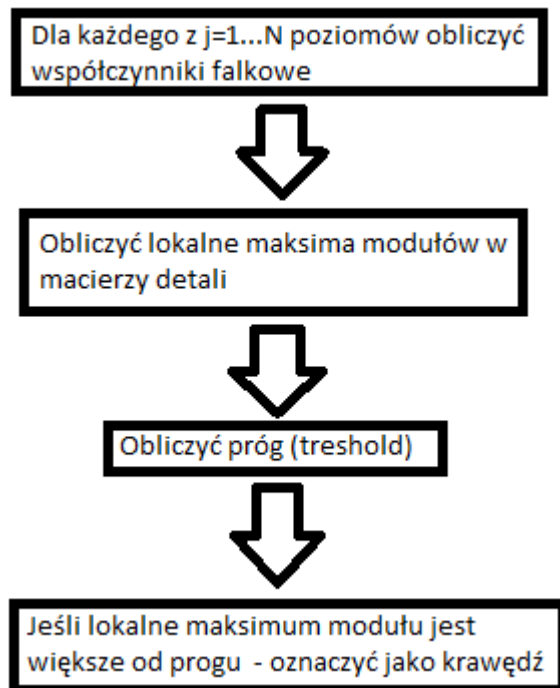 Dla każdego z j=1...N poziomów obliczyć
współczynniki falkowe
Obliczyć lokalne maksima modułów w
macierzy detali
Obliczyć próg (treshold)
Jeśli lokalne maksimum modułu jest
większe od progu - oznaczyć jako krawędź